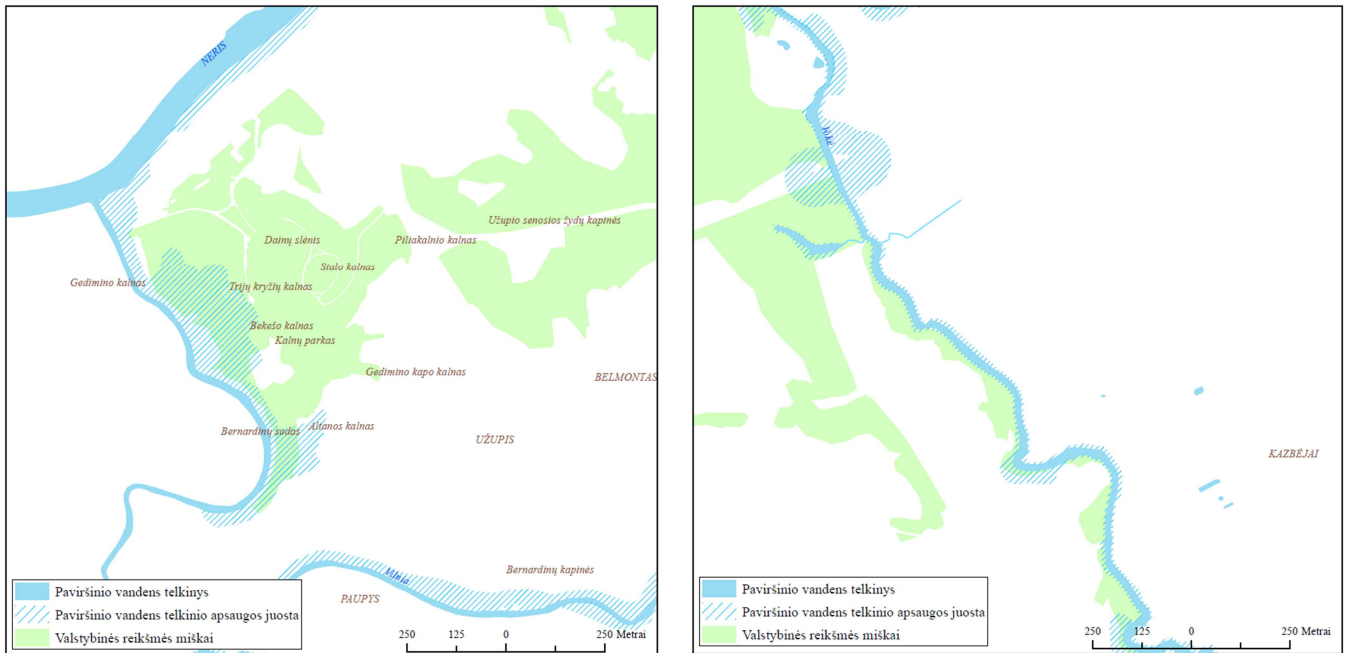 NERIS
Užupio senosios žydų kapinės
Dainų slėnis
Piliakalnio kalnas
Stalo kalnas
Gedimino kalnas
Trijų kryžių kalnas
Bekešo kalnas
Kalnų parkas
Gedimino kapo kalnas
BELMONTAS
Bernardinų sodas
Altanos kalnas
UŽUPIS
Vilnia
Bernardinų kapinės
PAUPYS
Paviršinio vandens telkinys
Paviršinio vandens telkinio apsaugos juosta
Valstybinės reikšmės miškai
250 125 0 250 Metrai
Vokė
KAZBĖJAI
Paviršinio vandens telkinys
Paviršinio vandens telkinio apsaugos juosta
Valstybinės reikšmės miškai
250 125 0 250 Metrai